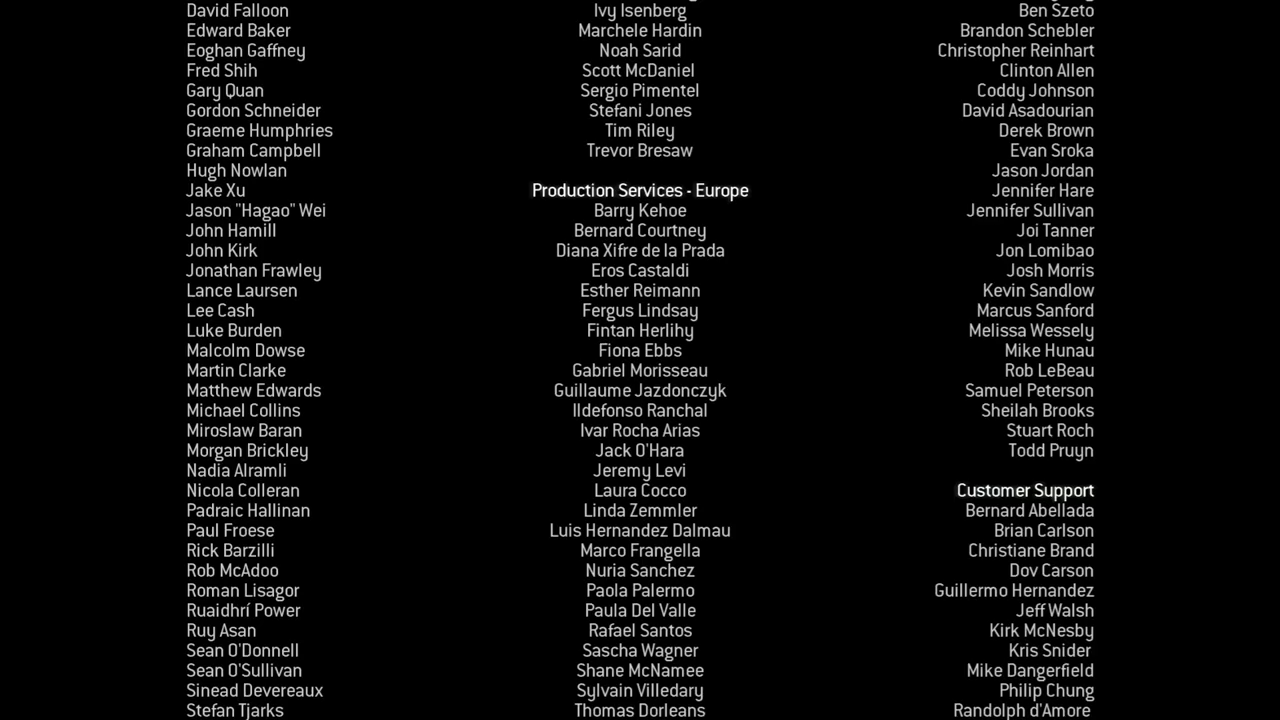 David Falloon
Edward Baker
Eoghan Gaffney
Fred Shih
Gary Quan
Gordon Schneider
Graeme Humphries
Graham Campbell
Hugh Nowlan
Jake Xu
Jason "Hagao" Wei
John Hamill
John Kirk
Jonathan Frawley
Lance Laursen
Lee Cash
Luke Burden
Malcolm Dowse
Martin Clarke
Matthew Edwards
Michael Collins
Miroslaw Baran
Morgan Brickley
Nadia Alramli
Nicola Colleran
Padraic Hallinan
Paul Froese
Rick Barzilli
Rob McAdoo
Roman Lisagor
Ruaidhrí Power
Ruy Asan
Sean O'Donnell
Sean O'Sullivan
Sinead Devereaux
Stefan Tjarks
Ivy Isenberg
Marchele Hardin
Noah Sarid
Scott McDaniel
Sergio Pimentel
Stefani Jones
Tim Riley
Trevor Bresaw
Production Services - Europe
Barry Kehoe
Bernard Courtney
Diana Xifre de la Prada
Eros Castaldi
Esther Reimann
Fergus Lindsay
Fintan Herlihy
Fiona Ebbs
Gabriel Morisseau
Guillaume Jazdonczyk
Ildefonso Ranchal
Ivar Rocha Arias
Jack O'Hara
Jeremy Levi
Laura Cocco
Linda Zemmler
Luis Hernandez Dalmau
Marco Frangella
Nuria Sanchez
Paola Palermo
Paula Del Valle
Rafael Santos
Sascha Wagner
Shane McNamee
Sylvain Villedary
Thomas Dorleans
Ben Szeto
Brandon Schebler
Christopher Reinhart
Clinton Allen
Coddy Johnson
David Asadourian
Derek Brown
Evan Sroka
Jason Jordan
Jennifer Hare
Jennifer Sullivan
Joi Tanner
Jon Lomibao
Josh Morris
Kevin Sandlow
Marcus Sanford
Melissa Wessely
Mike Hunau
Rob LeBeau
Samuel Peterson
Sheilah Brooks
Stuart Roch
Todd Pruyn
Customer Support
Bernard Abellada
Brian Carlson
Christiane Brand
Dov Carson
Guillermo Hernandez
Jeff Walsh
Kirk McNesby
Kris Snider
Mike Dangerfield
Philip Chung
Randolph d'Amore